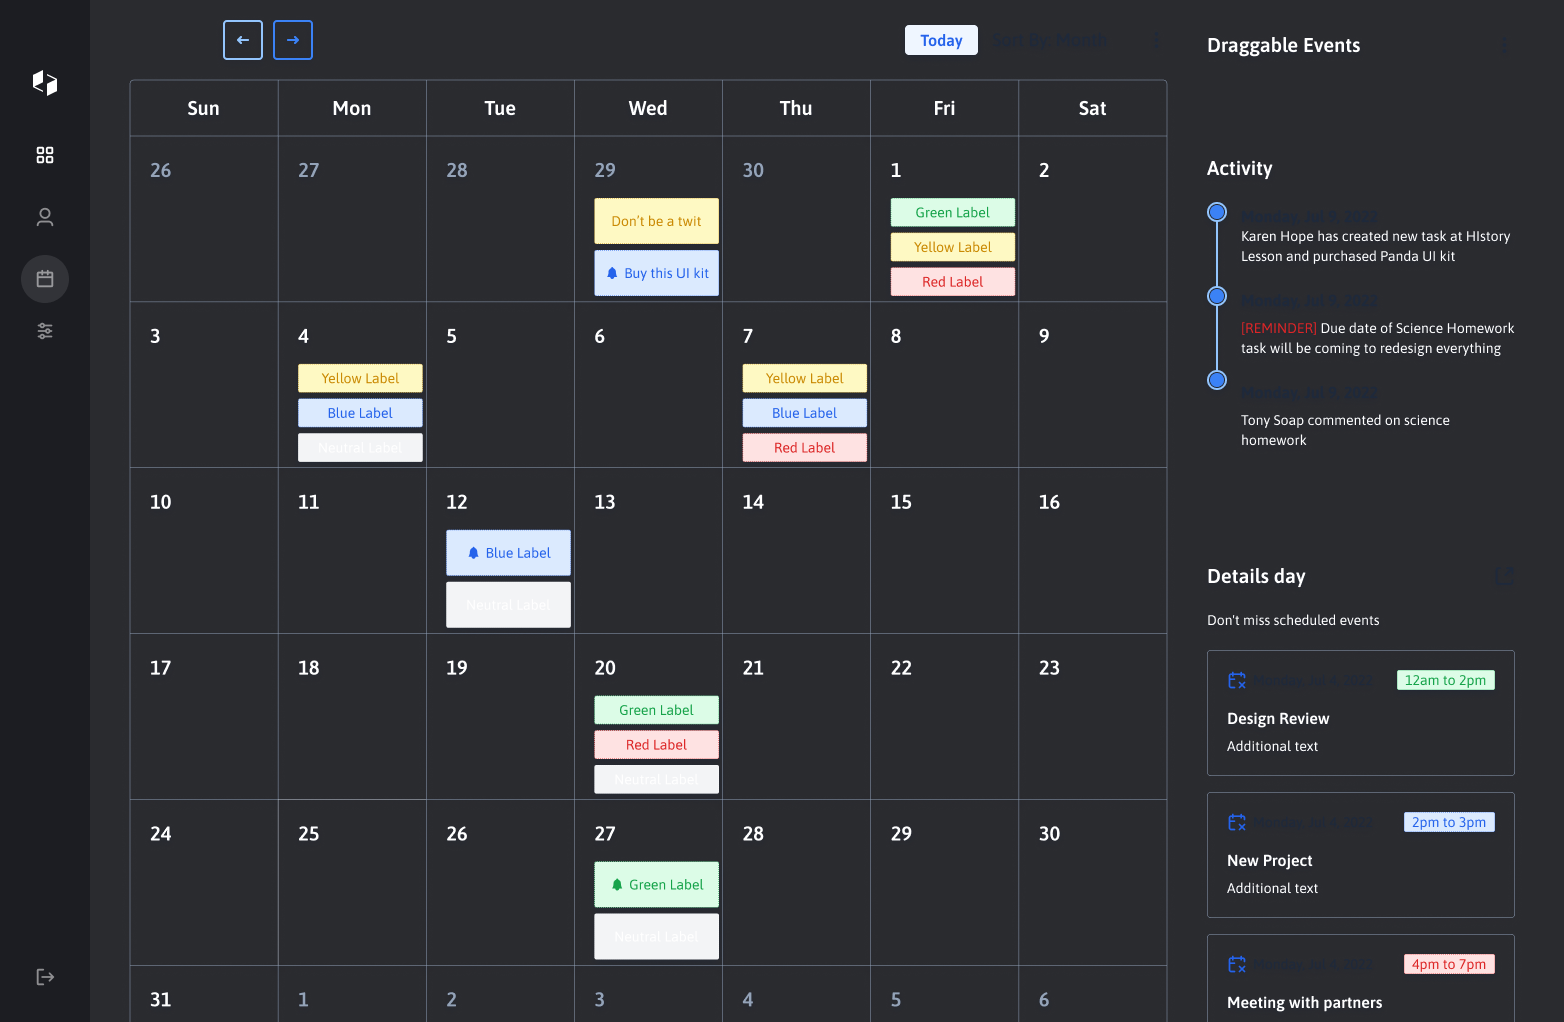 Today
Sort by: Month
Draggable Events
Sun Mon Tue Wed Thu Fri Sat
26 27 28 29 30 1 2
Don't be a twit
Buy this UI kit
Green Label
Yellow Label
Red Label
3 4 5 6 7 8 9
Yellow Label
Blue Label
Neutral Label
Yellow Label
Blue Label
Red Label
10 11 12 13 14 15 16
Blue Label
Neutral Label
17 18 19 20 21 22 23
Green Label
Red Label
Neutral Label
24 25 26 27 28 29 30
Green Label
Neutral Label
31 1 2 3 4 5 6
Activity
Karen Hope has created new task at HIstory
Lesson and purchased Panda UI kit
[REMINDER] Due date of Science Homework
task will be coming to redesign everything
Tony Soap commented on science
homework
Details day
Don't miss scheduled events
12am to 2pm
Design Review
Additional text
2pm to 3pm
New Project
Additional text
4pm to 7pm
Meeting with partners